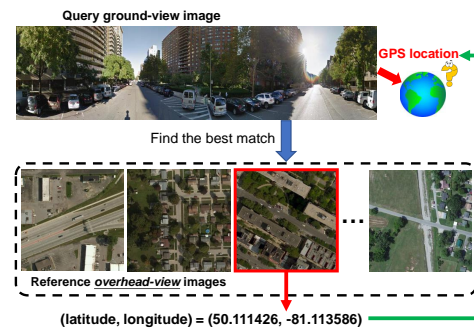 Query ground-view image
GPS location
?
Find the best match
...
Reference overhead-view images
(latitude, longitude) = (50.111426, -81.113586)